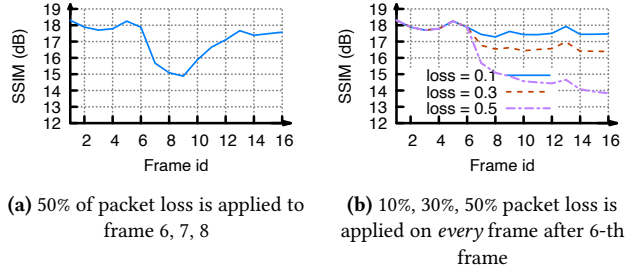 19
18
17
16
15
14
13
12
SSIM (dB)
2 4 6 8 10 12 14 16
Frame id
(a) 50% of packet loss is applied to
frame 6, 7, 8
19
18
17
16
15
14
13
12
SSIM (dB)
loss = 0.1
loss = 0.3
loss = 0.5
2 4 6 8 10 12 14 16
Frame id
(b) 10%, 30%, 50% packet loss is
applied on every frame after 6-th
frame